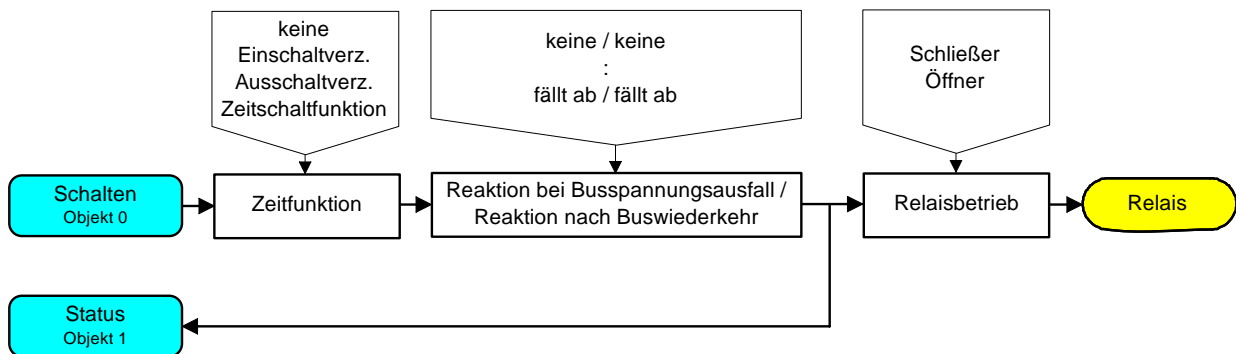 keine
Einschaltverz.
Ausschaltverz.
Zeitschaltfunktion
keine / keine
:
fällt ab / fällt ab
Schließer
Öffner
Schalten
Objekt 0
Zeitfunktion
Reaktion bei Busspannungsausfall /
Reaktion nach Buswiederkehr
Relaisbetrieb
Relais
Status
Objekt 1